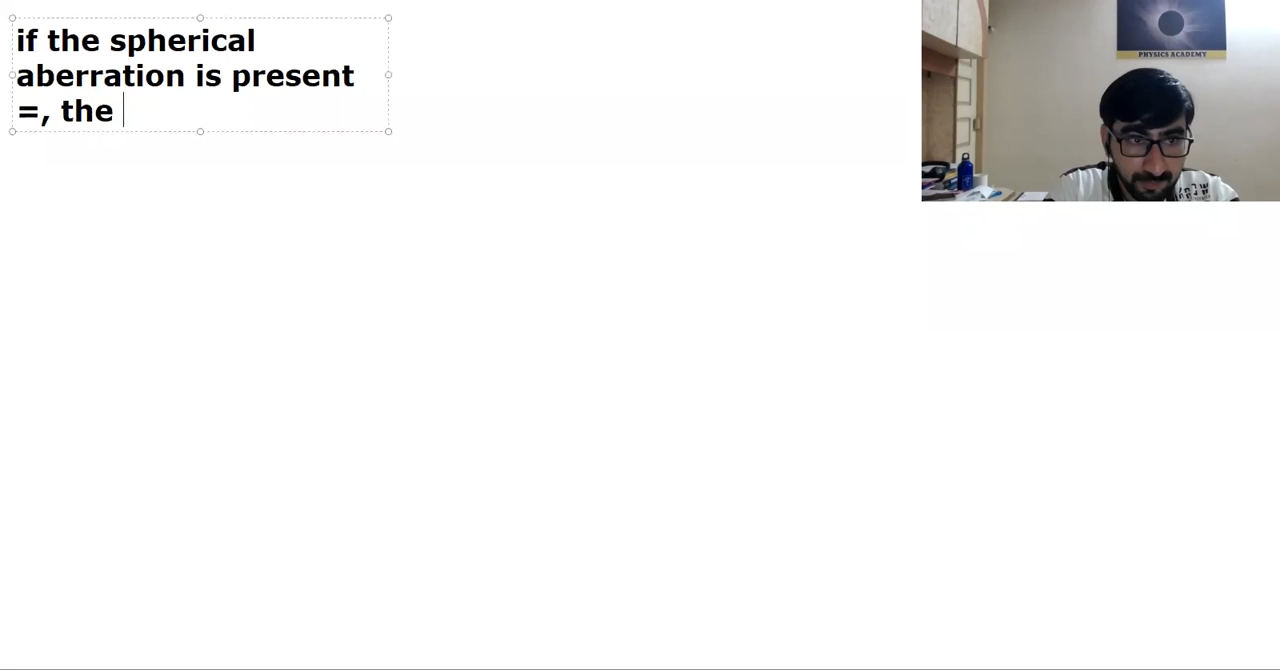 if the spherical
aberration is present
=, the
PHYSICS ACADEMY